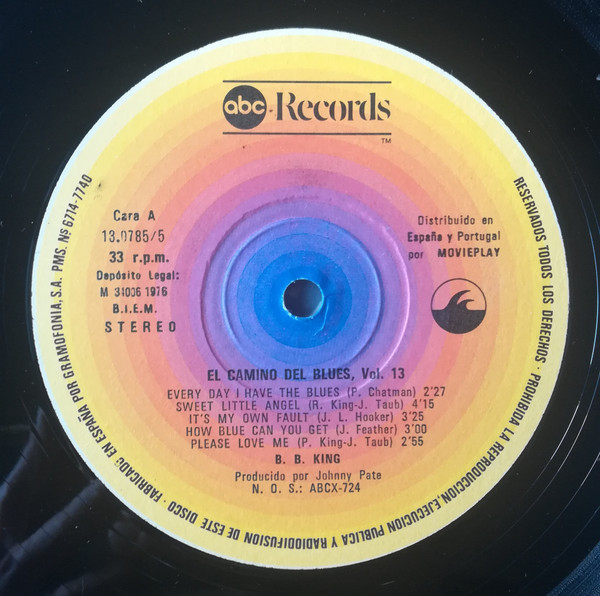 abc Records
TM
Cara A
13.0785/5
33 r.p.m.
Depósito Legal:
M 34006 1976
B.I.E.M.
STEREO
Distribuido en
España y Portugal
por MOVIEPLAY
EL CAMINO DEL BLUES, Vol. 13
EVERY DAY I HAVE THE BLUES (P. Chatman) 2'27
SWEET LITTLE ANGEL (R. King-J. Taub) 4'15
IT'S MY OWN FAULT (J. L. Hooker) 3'25
HOW BLUE CAN YOU GET (J. Feather) 3'00
PLEASE LOVE ME (P. King-J. Taub) 2'55
B. B. KING
Producido por Johnny Pate
N. O. S.: ABCX-724
RESERVADOS TODOS LOS DERECHOS · PROHIBIDA LA REPRODUCCION, EJECUCION PUBLICA Y RADIODIFUSION DE ESTE DISCO · FABRICADO EN ESPAÑA POR GRAMOFONIA, S.A. PMS. Nº 6714-7740